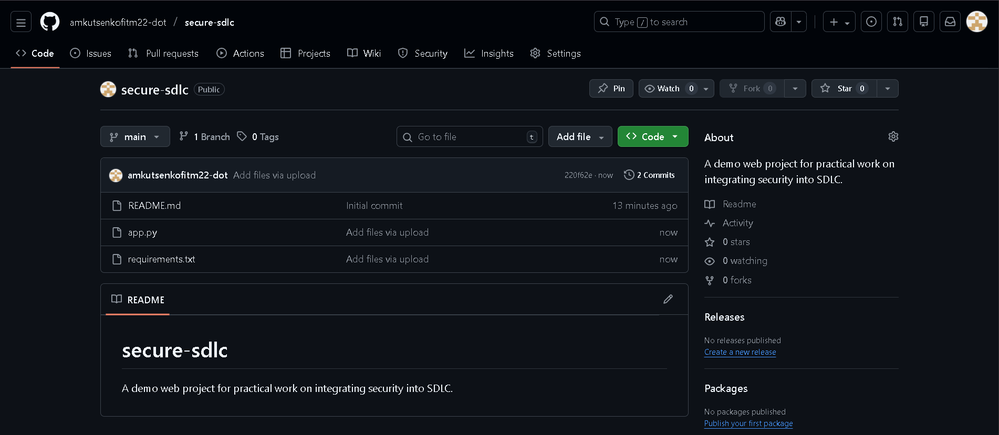 amkutsenkofitm22-dot / secure-sdlc
Type / to search
Code Issues Pull requests Actions Projects Wiki Security Insights Settings
secure-sdlc Public
Pin Watch 0 Fork 0 Star 0
main 1 Branch 0 Tags
Go to file t Add file Code
amkutsenkofitm22-dot Add files via upload 220f62e · now 2 Commits
README.md Initial commit 13 minutes ago
app.py Add files via upload now
requirements.txt Add files via upload now
README
secure-sdlc
A demo web project for practical work on integrating security into SDLC.
About
A demo web project for practical work on
integrating security into SDLC.
Readme
Activity
0 stars
0 watching
0 forks
Releases
No releases published
Create a new release
Packages
No packages published
Publish your first package